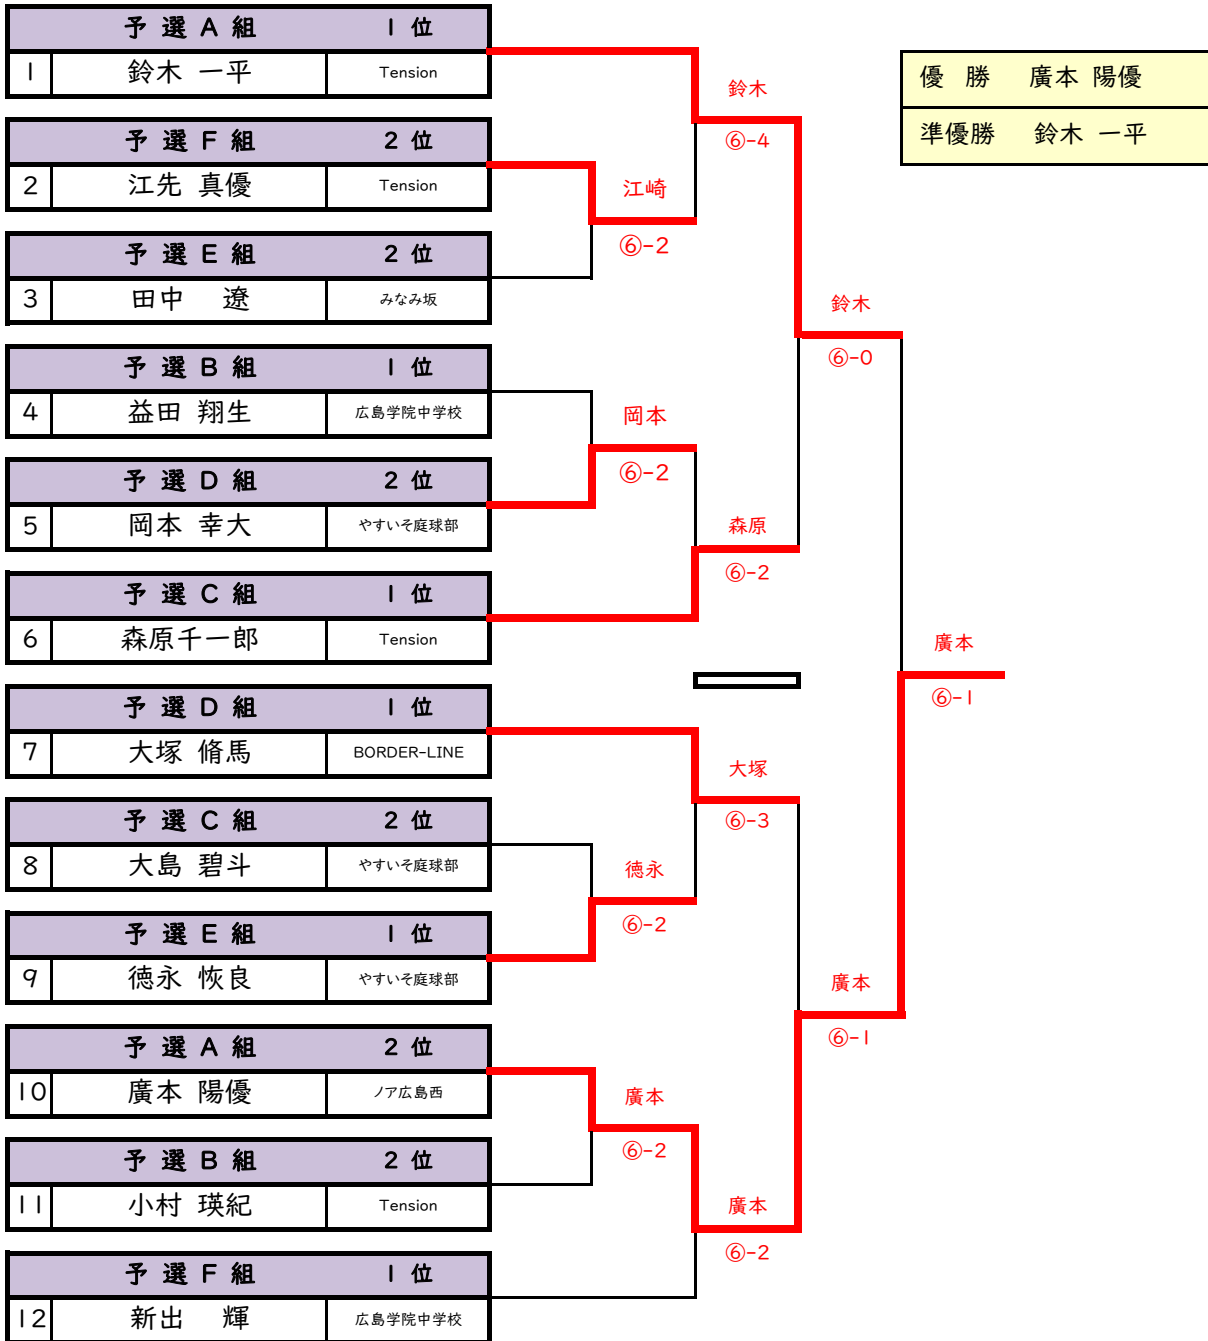 予 選 A 組 1 位
1 鈴木 一平 Tension
予 選 F 組 2 位
2 江先 真優 Tension
予 選 E 組 2 位
3 田中 遼 みなみ坂
予 選 B 組 1 位
4 益田 翔生 広島学院中学校
予 選 D 組 2 位
5 岡本 幸大 やすいそ庭球部
予 選 C 組 1 位
6 森原千一郎 Tension
予 選 D 組 1 位
7 大塚 脩馬 BORDER-LINE
予 選 C 組 2 位
8 大島 碧斗 やすいそ庭球部
予 選 E 組 1 位
9 徳永 恢良 やすいそ庭球部
予 選 A 組 2 位
10 廣本 陽優 ノア広島西
予 選 B 組 2 位
11 小村 瑛紀 Tension
予 選 F 組 1 位
12 新出 輝 広島学院中学校
江崎
⑥-2
岡本
⑥-2
徳永
⑥-2
廣本
⑥-2
鈴木
⑥-4
森原
⑥-2
大塚
⑥-3
廣本
⑥-2
鈴木
⑥-0
廣本
⑥-1
廣本
⑥-1
優 勝 廣本 陽優
準優勝 鈴木 一平